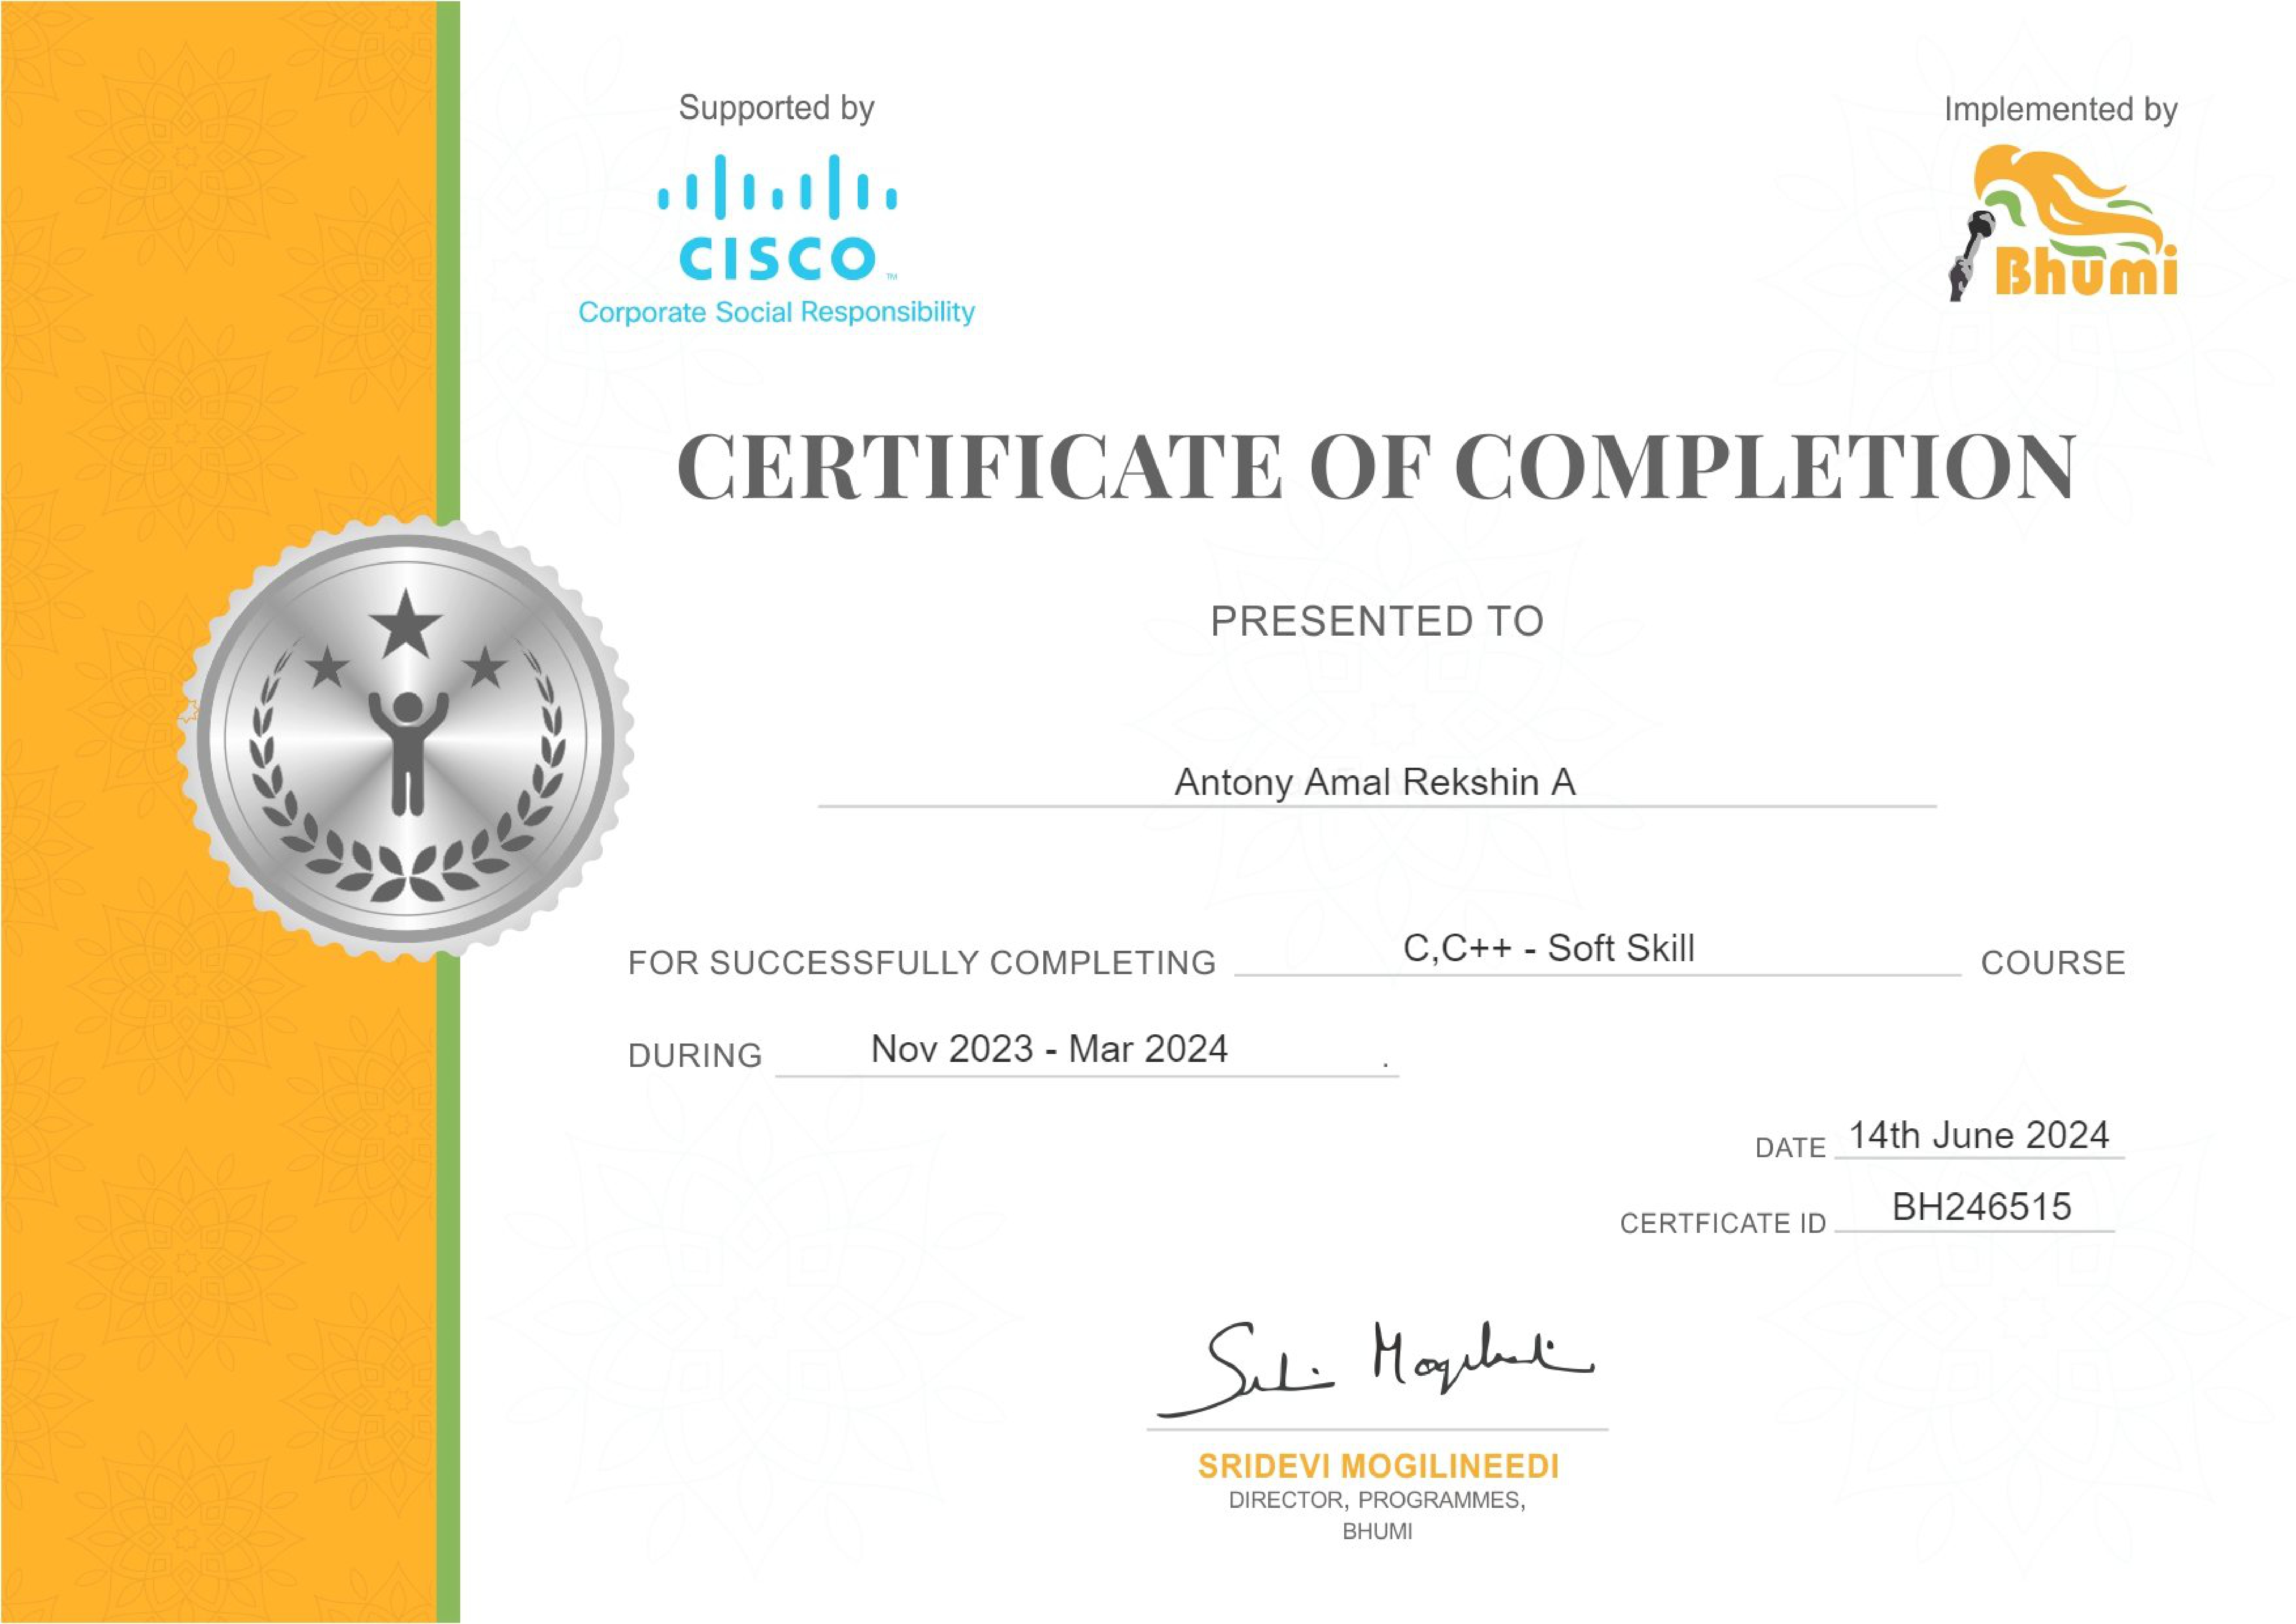 Supported by
CISCO
TM
Corporate Social Responsibility
Implemented by
Bhumi
CERTIFICATE OF COMPLETION
PRESENTED TO
Antony Amal Rekshin A
FOR SUCCESSFULLY COMPLETING C,C++ - Soft Skill COURSE
DURING Nov 2023 - Mar 2024 .
DATE 14th June 2024
CERTFICATE ID BH246515
SRIDEVI MOGILINEEDI
DIRECTOR, PROGRAMMES,
BHUMI